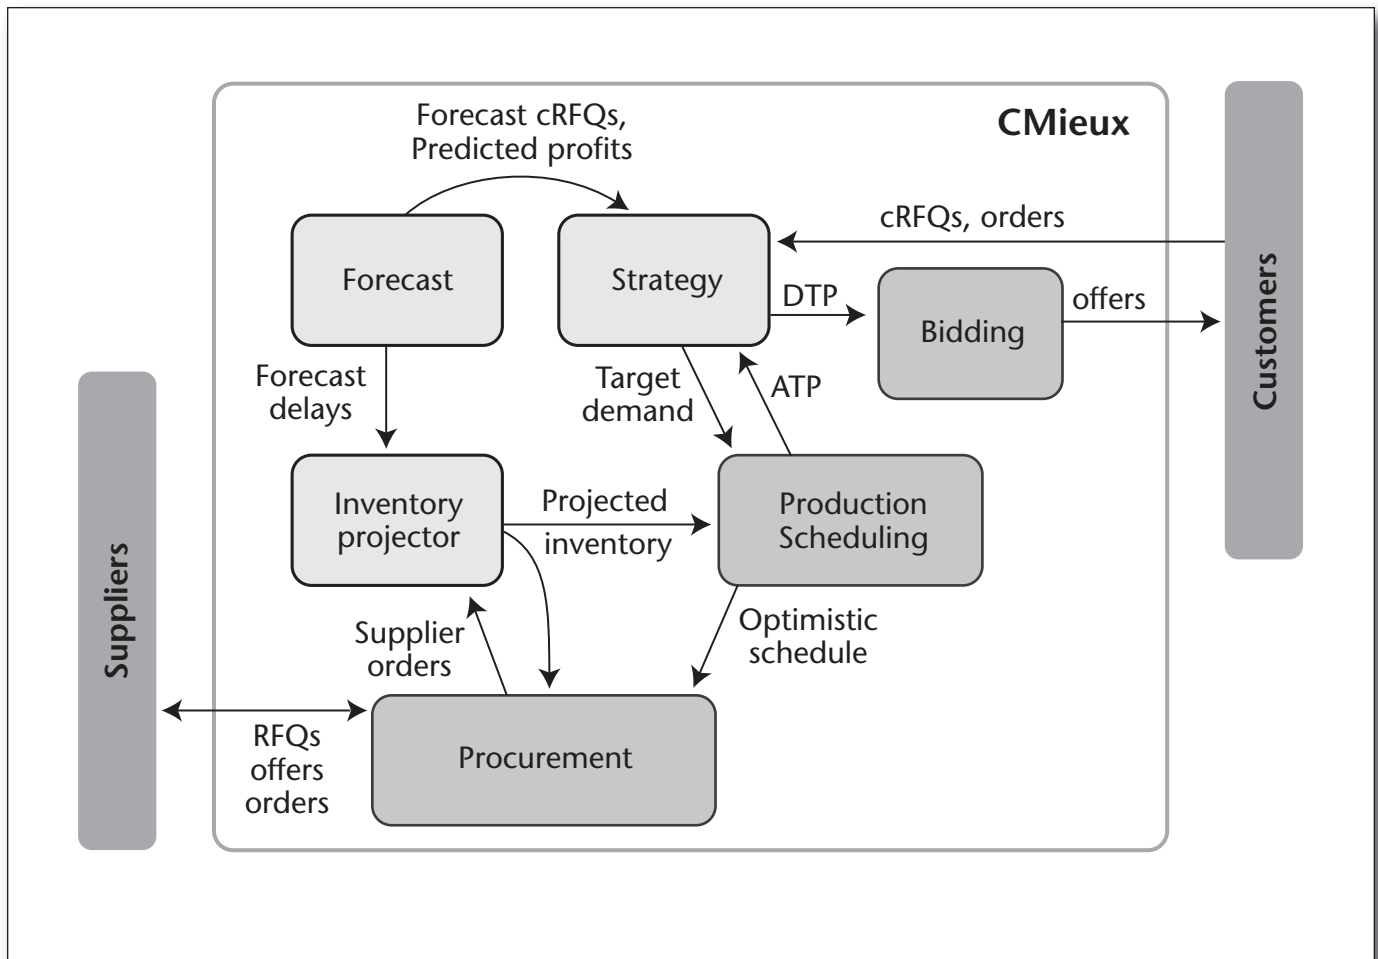 Forecast cRFQs,
Predicted profits
CMieux
cRFQs, orders
Forecast
Strategy
DTP
Bidding
offers
Customers
Forecast
delays
Target
demand
ATP
Inventory
projector
Projected
inventory
Production
Scheduling
Suppliers
Supplier
orders
Optimistic
schedule
RFQs
offers
orders
Procurement